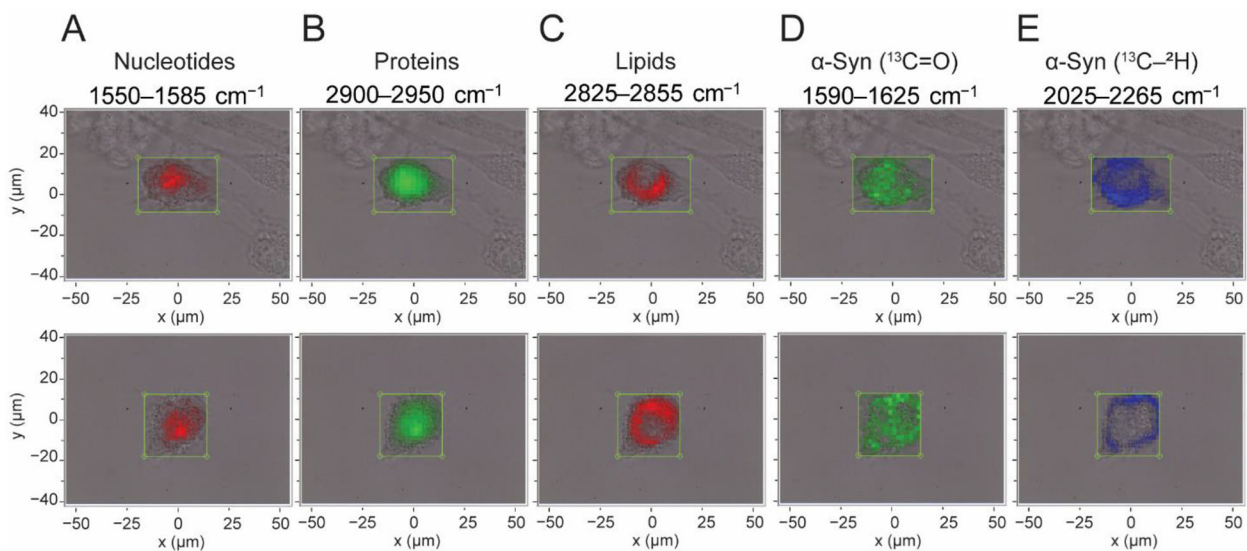 A B C D E
Nucleotides Proteins Lipids α-Syn (¹³C=O) α-Syn (¹³C–²H)
1550–1585 cm⁻¹ 2900–2950 cm⁻¹ 2825–2855 cm⁻¹ 1590–1625 cm⁻¹ 2025–2265 cm⁻¹
40
20
0
−20
−40
y (µm)
−50 −25 0 25 50 −50 −25 0 25 50 −50 −25 0 25 50 −50 −25 0 25 50 −50 −25 0 25 50
x (µm) x (µm) x (µm) x (µm) x (µm)
40
20
0
−20
−40
y (µm)
−50 −25 0 25 50 −50 −25 0 25 50 −50 −25 0 25 50 −50 −25 0 25 50 −50 −25 0 25 50
x (µm) x (µm) x (µm) x (µm) x (µm)